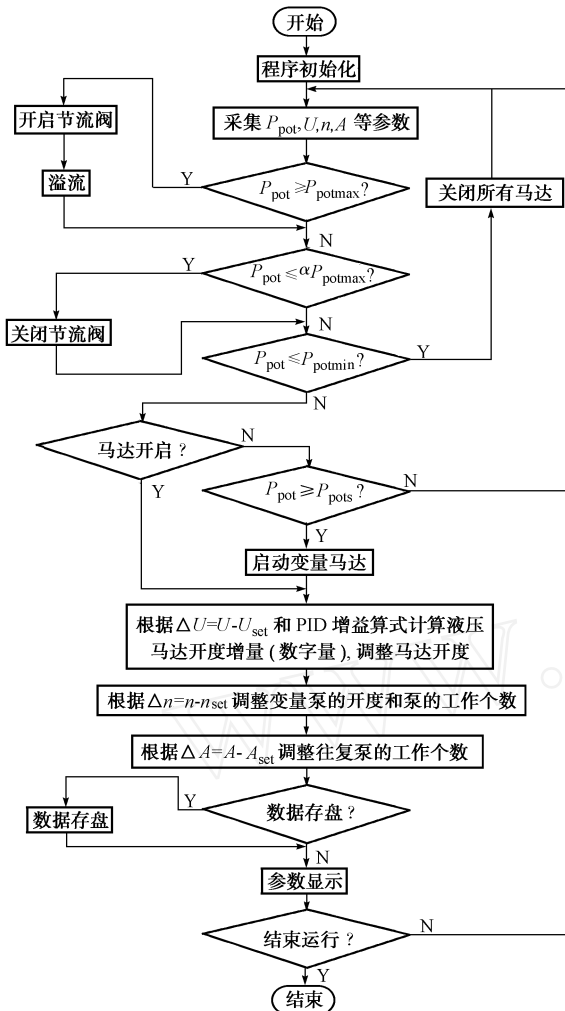 开始
程序初始化
采集 Ppot,U,n,A 等参数
开启节流阀
溢流
Y
Ppot≥Ppotmax?
关闭所有马达
N
Y
Ppot≤αPpotmax?
关闭节流阀
N
Ppot≤Ppotmin?
Y
N
马达开启?
N
Y
Ppot≥Ppots?
N
Y
启动变量马达
根据△U=U-Uset 和 PID 增益算式计算液压
马达开度增量(数字量),调整马达开度
根据△n=n-nset 调整变量泵的开度和泵的工作个数
根据△A=A-Aset 调整往复泵的工作个数
Y
数据存盘
数据存盘?
N
参数显示
结束运行?
N
Y
结束
WWW.